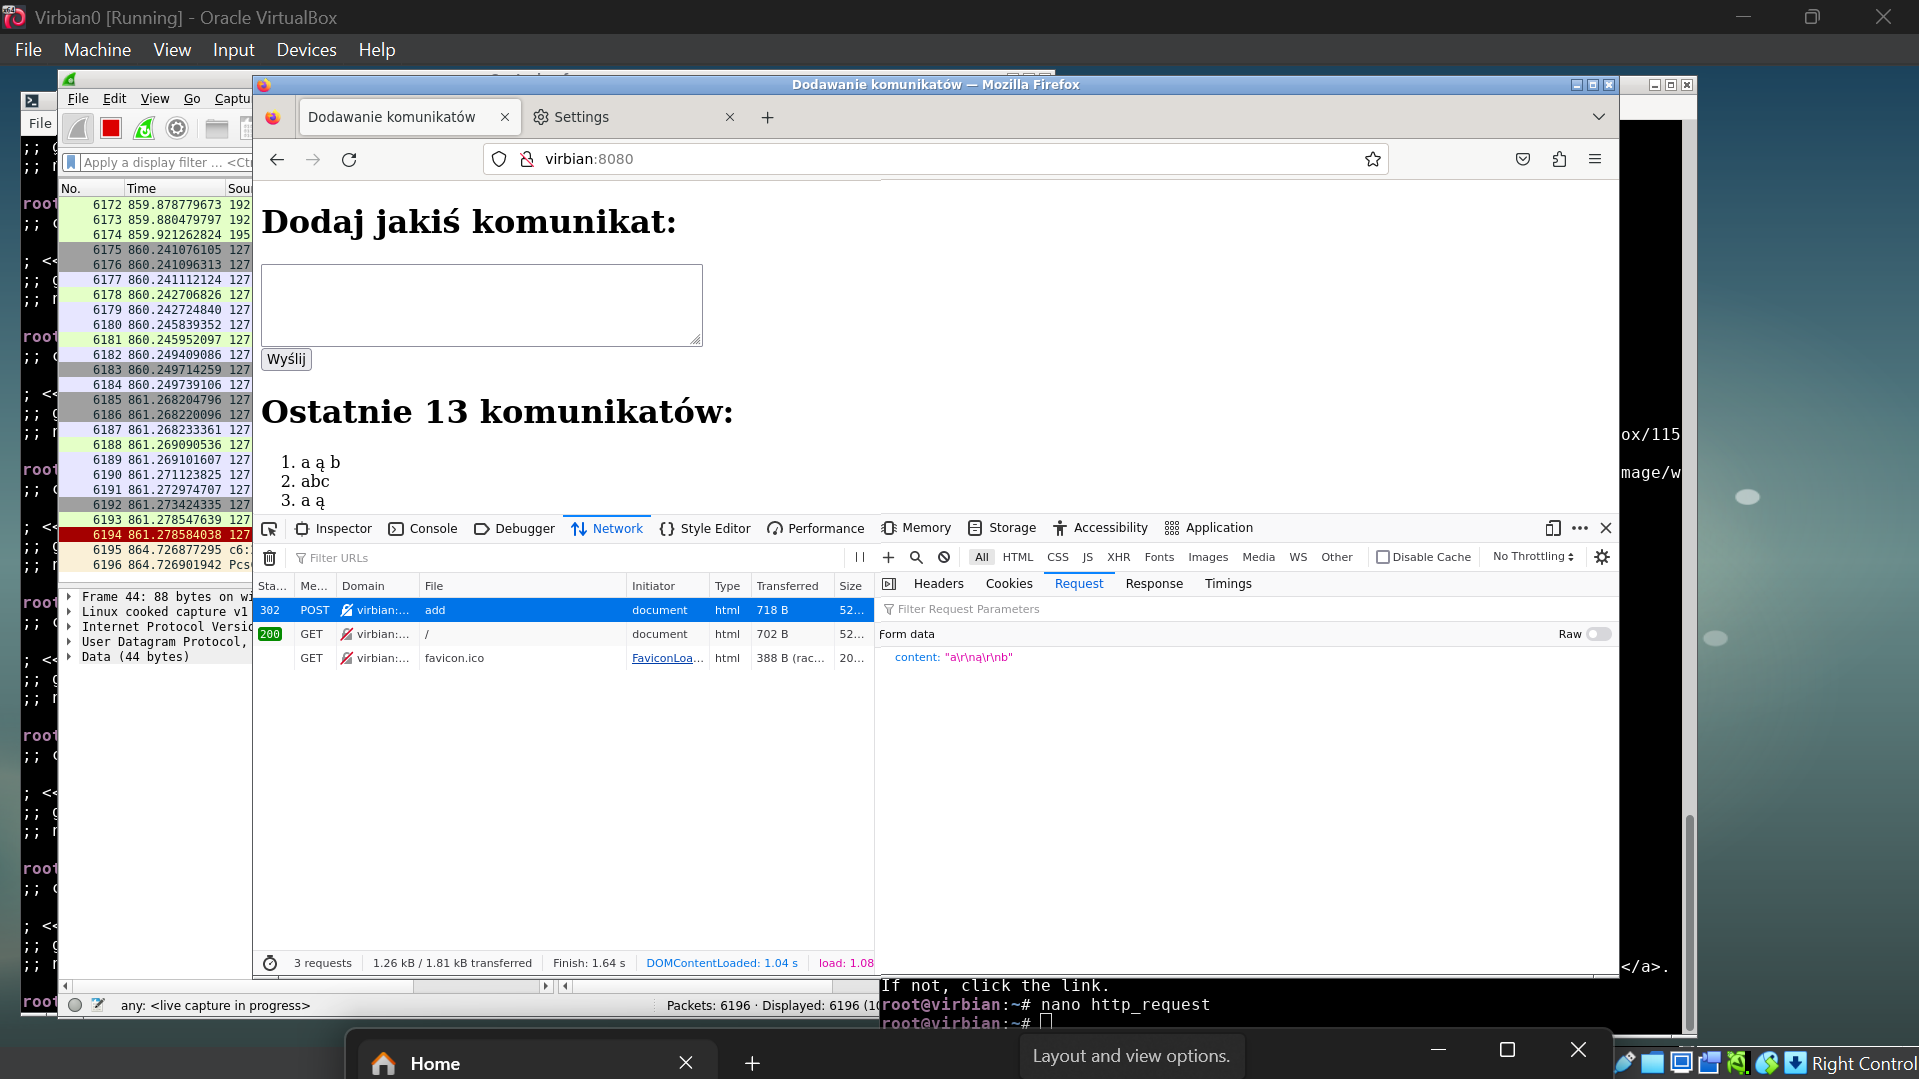 Virbian0 [Running] - Oracle VirtualBox
File Machine View Input Devices Help
Dodawanie komunikatów — Mozilla Firefox
File Edit View Go Captu
File
Dodawanie komunikatów
Settings
Apply a display filter ... <Ctr
virbian:8080
No. Time Sour
6172 859.878779673 192
6173 859.880479797 192
6174 859.921262824 195
6175 860.241076105 127
6176 860.241096313 127
6177 860.241112124 127
6178 860.242706826 127
6179 860.242724840 127
6180 860.245839352 127
6181 860.245952097 127
6182 860.249409086 127
6183 860.249714259 127
6184 860.249739106 127
6185 861.268204796 127
6186 861.268220096 127
6187 861.268233361 127
6188 861.269090536 127
6189 861.269101607 127
6190 861.271123825 127
6191 861.272974707 127
6192 861.273424335 127
6193 861.278547639 127
6194 861.278584038 127
6195 864.726877295 c6:
6196 864.726901942 Pcs
Frame 44: 88 bytes on wi
Linux cooked capture v1
Internet Protocol Versio
User Datagram Protocol,
Data (44 bytes)
Dodaj jakiś komunikat:
Wyślij
Ostatnie 13 komunikatów:
1. a ą b
2. abc
3. a ą
ox/115
mage/w
Inspector Console Debugger Network Style Editor Performance Memory Storage Accessibility Application
Filter URLs
All HTML CSS JS XHR Fonts Images Media WS Other Disable Cache No Throttling
Sta... Me... Domain File Initiator Type Transferred Size
Headers Cookies Request Response Timings
302 POST virbian:... add document html 718 B 52...
200 GET virbian:... / document html 702 B 52...
GET virbian:... favicon.ico FaviconLoa... html 388 B (rac... 20...
Filter Request Parameters
Form data Raw
content: "a\r\ną\r\nb"
3 requests 1.26 kB / 1.81 kB transferred Finish: 1.64 s DOMContentLoaded: 1.04 s load: 1.08
</a>.
If not, click the link.
root@virbian:~# nano http_request
root@virbian:~#
any: <live capture in progress>
Packets: 6196 · Displayed: 6196 (10
Home
Layout and view options.
Right Control